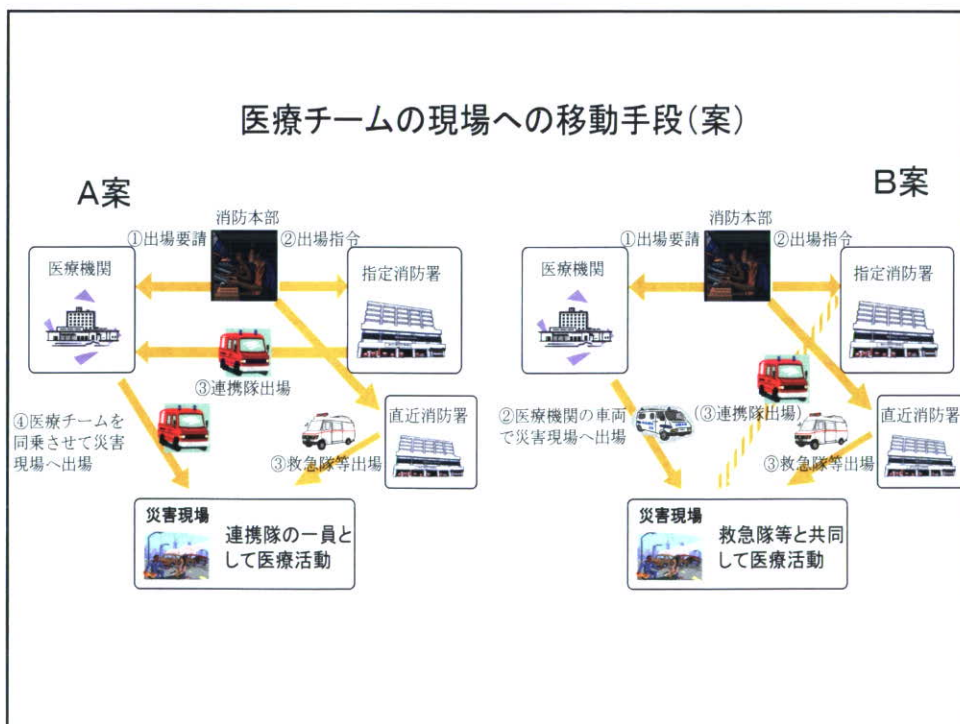 医療チームの現場への移動手段(案)
A案
消防本部
①出場要請
②出場指令
医療機関
指定消防署
③連携隊出場
④医療チームを
同乗させて災害
現場へ出場
直近消防署
③救急隊等出場
災害現場
連携隊の一員と
して医療活動
B案
消防本部
①出場要請
②出場指令
医療機関
指定消防署
②医療機関の車両
で災害現場へ出場
(③連携隊出場)
直近消防署
③救急隊等出場
災害現場
救急隊等と共同
して医療活動